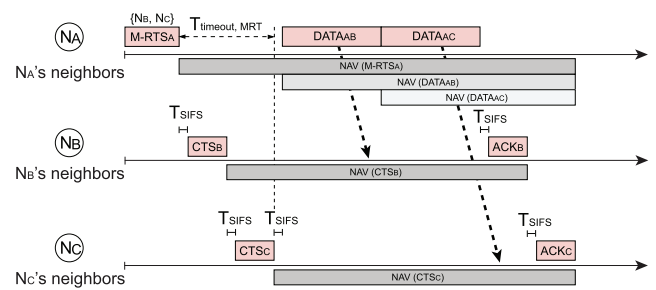 {NB, NC}
Ttimeout, MRT
NA
M-RTSA
DATAAB
DATAAC
NA's neighbors
NAV (M-RTSA)
NAV (DATAAB)
NAV (DATAAC)
TSIFS
TSIFS
NB
CTSB
ACKB
NB's neighbors
NAV (CTSB)
TSIFS
TSIFS
TSIFS
NC
CTSC
ACKC
NC's neighbors
NAV (CTSC)